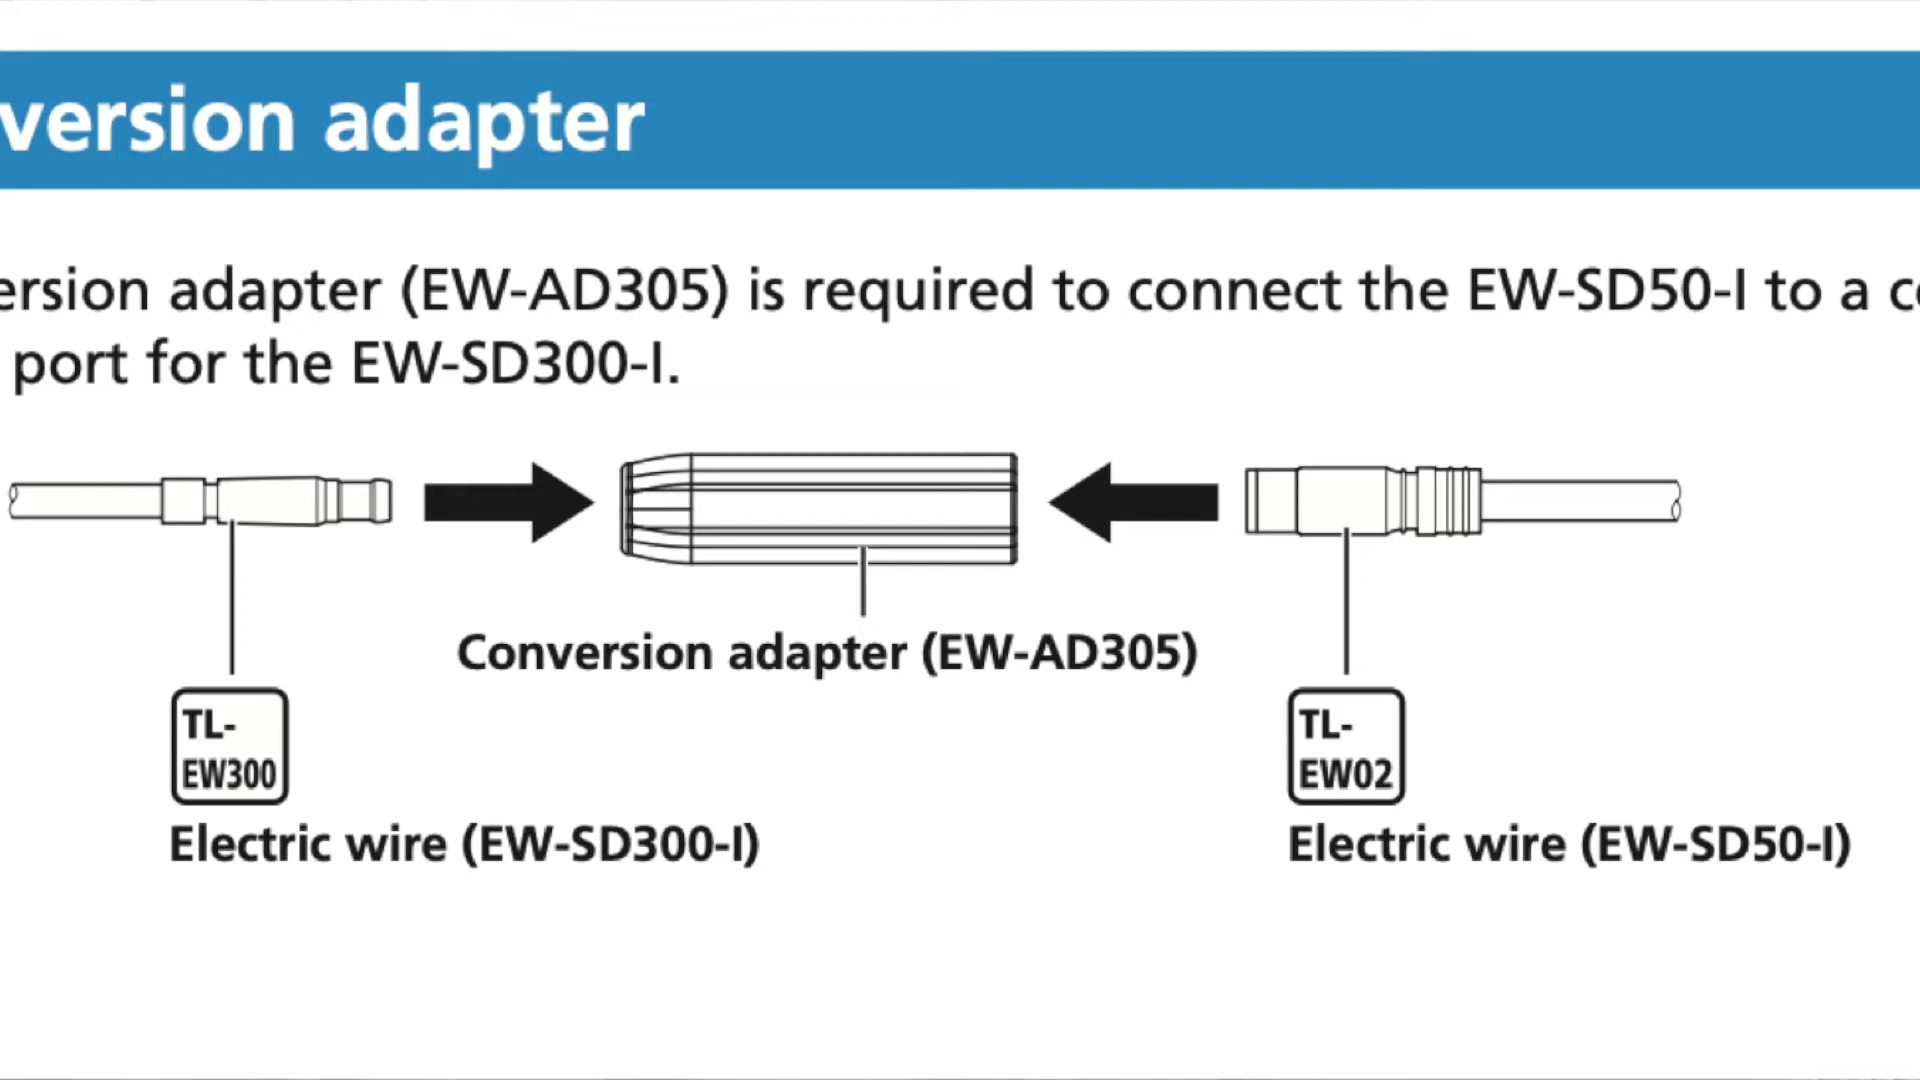 version adapter
ersion adapter (EW-AD305) is required to connect the EW-SD50-I to a c
port for the EW-SD300-I.
Conversion adapter (EW-AD305)
TL-
EW300
TL-
EW02
Electric wire (EW-SD300-I)
Electric wire (EW-SD50-I)